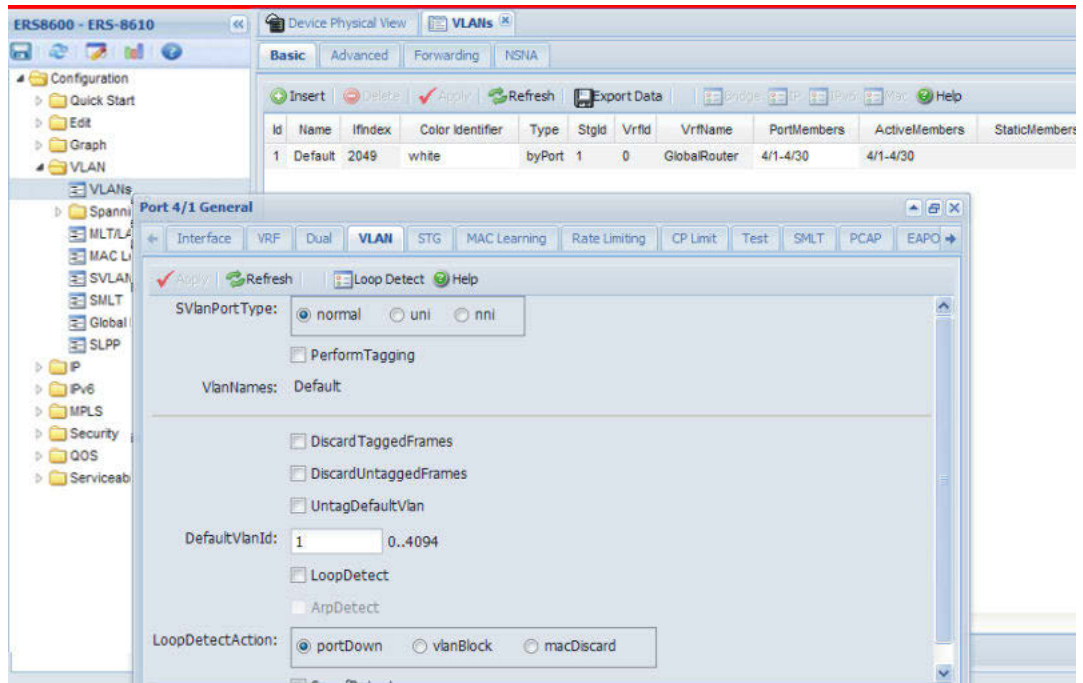 ERS8600 - ERS-8610
Device Physical View
VLANs
Basic Advanced Forwarding NSNA
Configuration
Quick Start
Edit
Graph
VLAN
VLANs
Spanni
MLT/LA
MAC L
SVLAN
SMLT
Global
SLPP
IP
IPv6
MPLS
Security
QOS
Serviceab
Insert Delete Apply Refresh Export Data Bridge IP IPv6 Mac Help
Id Name IfIndex Color Identifier Type StgId VrfId VrfName PortMembers ActiveMembers StaticMembers
1 Default 2049 white byPort 1 0 GlobalRouter 4/1-4/30 4/1-4/30
Port 4/1 General
Interface VRF Dual VLAN STG MAC Learning Rate Limiting CP Limit Test SMLT PCAP EAPO
Apply Refresh Loop Detect Help
SVlanPortType: normal uni nni
PerformTagging
VlanNames: Default
DiscardTaggedFrames
DiscardUntaggedFrames
UntagDefaultVlan
DefaultVlanId: 1 0..4094
LoopDetect
ArpDetect
LoopDetectAction: portDown vlanBlock macDiscard